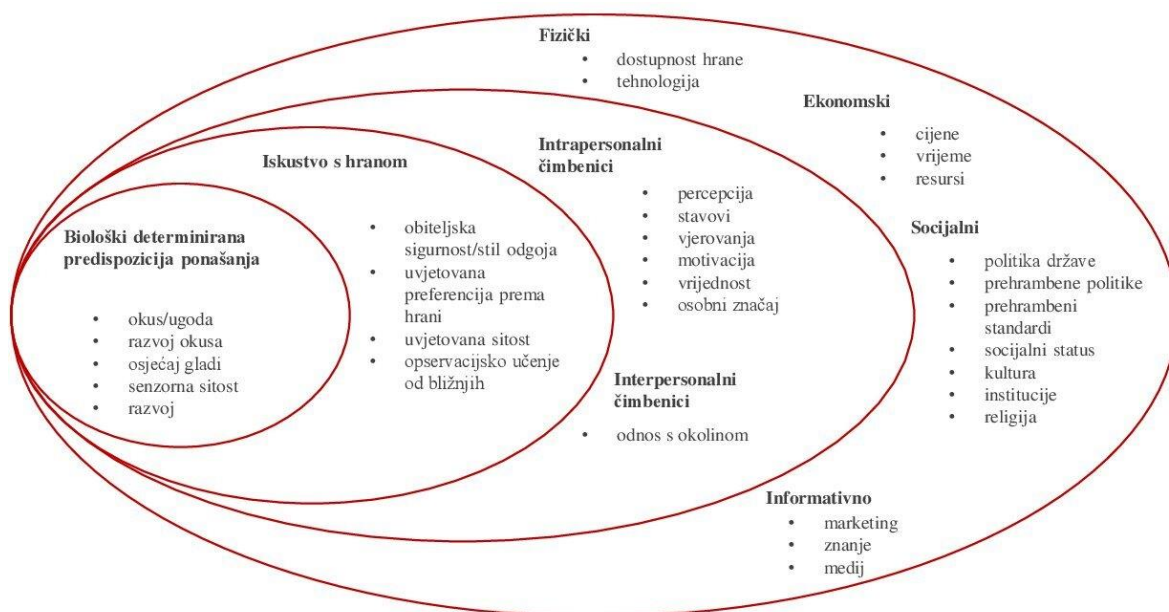 Biološki determinirana
predispozicija ponašanja
• okus/ugoda
• razvoj okusa
• osjećaj gladi
• senzorna sitost
• razvoj
Iskustvo s hranom
• obiteljska
sigurnost/stil odgoja
• uvjetovana
preferencija prema
hrani
• uvjetovana sitost
• opservacijsko učenje
od bližnjih
Intrapersonalni
čimbenici
• percepcija
• stavovi
• vjerovanja
• motivacija
• vrijednost
• osobni značaj
Interpersonalni
čimbenici
• odnos s okolinom
Fizički
• dostupnost hrane
• tehnologija
Ekonomski
• cijene
• vrijeme
• resursi
Socijalni
• politika države
• prehrambene politike
• prehrambeni
standardi
• socijalni status
• kultura
• institucije
• religija
Informativno
• marketing
• znanje
• medij